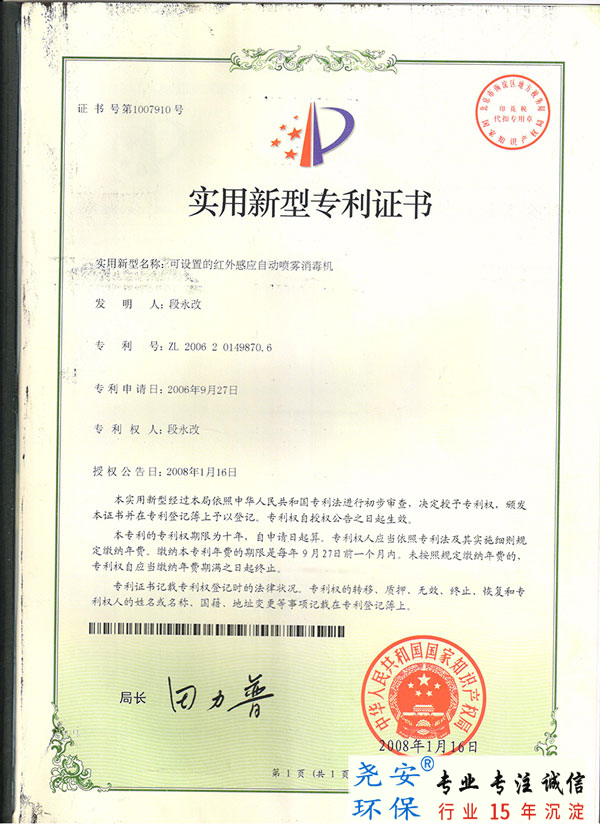 证书号第1007910号
北京市海淀区地方税务局
印花税
代扣专用章
国家知识产权局
实用新型专利证书
实用新型名称：可设置的红外感应自动喷雾消毒机
发明人：段永改
专利号：ZL 2006 2 0149870.6
专利申请日：2006年9月27日
专利权人：段永改
授权公告日：2008年1月16日
本实用新型经过本局依照中华人民共和国专利法进行初步审查，决定授予专利权，颁发
本证书并在专利登记簿上予以登记。专利权自授权公告之日起生效。
本专利的专利权期限为十年，自申请日起算。专利权人应当依照专利法及其实施细则规
定缴纳年费。缴纳本专利年费的期限是每年9月27日前一个月内。未按照规定缴纳年费的，
专利权自应当缴纳年费期满之日起终止。
专利证书记载专利权登记时的法律状况。专利权的转移、质押、无效、终止、恢复和专
利权人的姓名或名称、国籍、地址变更等事项记载在专利登记簿上。
局长
田力普
中华人民共和国国家知识产权局
2008年1月16日
第1页(共1页
尧安®
环保
专业 专注 诚信
行业15年沉淀